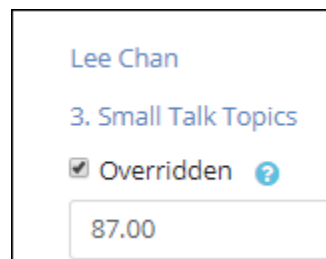 Lee Chan
3. Small Talk Topics
Overridden ?
87.00